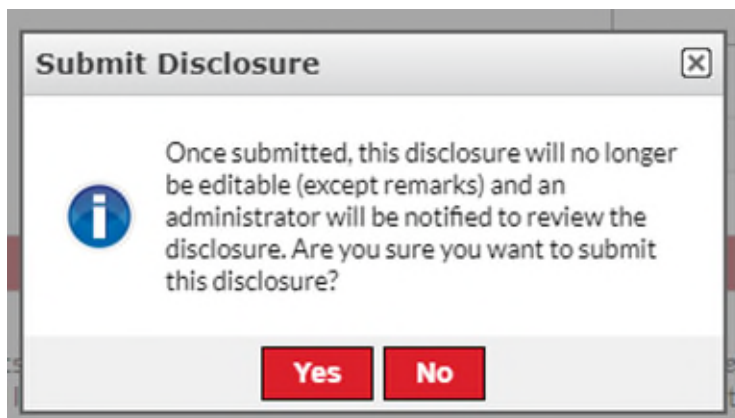 Submit Disclosure
Once submitted, this disclosure will no longer
be editable (except remarks) and an
administrator will be notified to review the
disclosure. Are you sure you want to submit
this disclosure?
Yes No